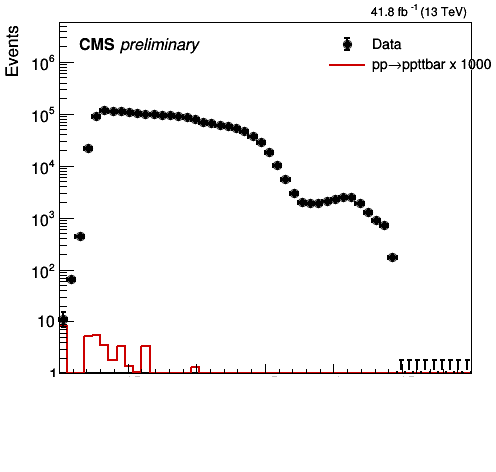 41.8 fb⁻¹ (13 TeV)
Events
CMS preliminary
Data
pp→ppttbar x 1000
10⁶
10⁵
10⁴
10³
10²
10
1